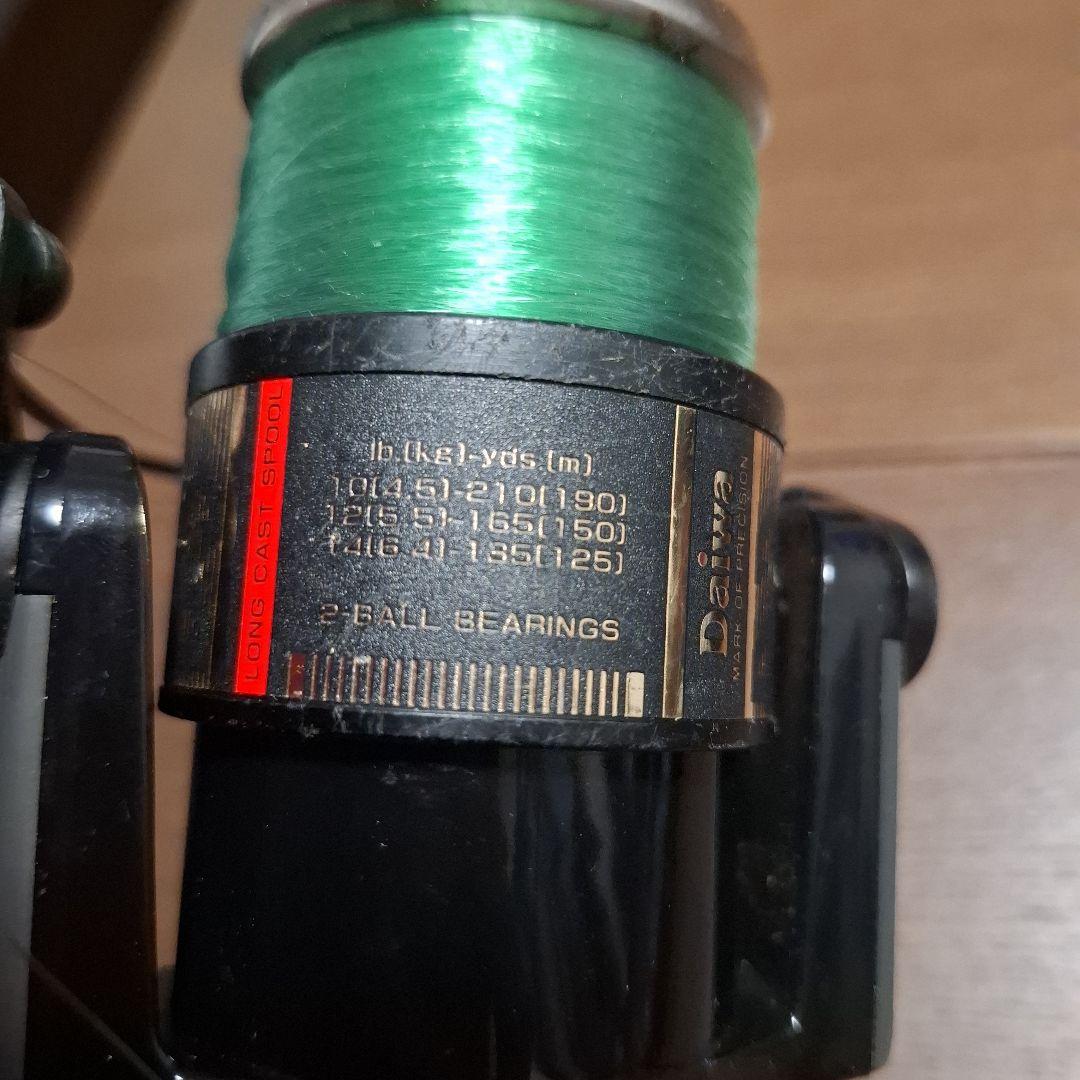 LONG CAST SPOOL
lb.(kg)-yds.(m)
10(4.5)-210(190)
12(5.5)-165(150)
14(6.4)-135(125)
2-BALL BEARINGS
Daiwa
MARK OF PRECISION